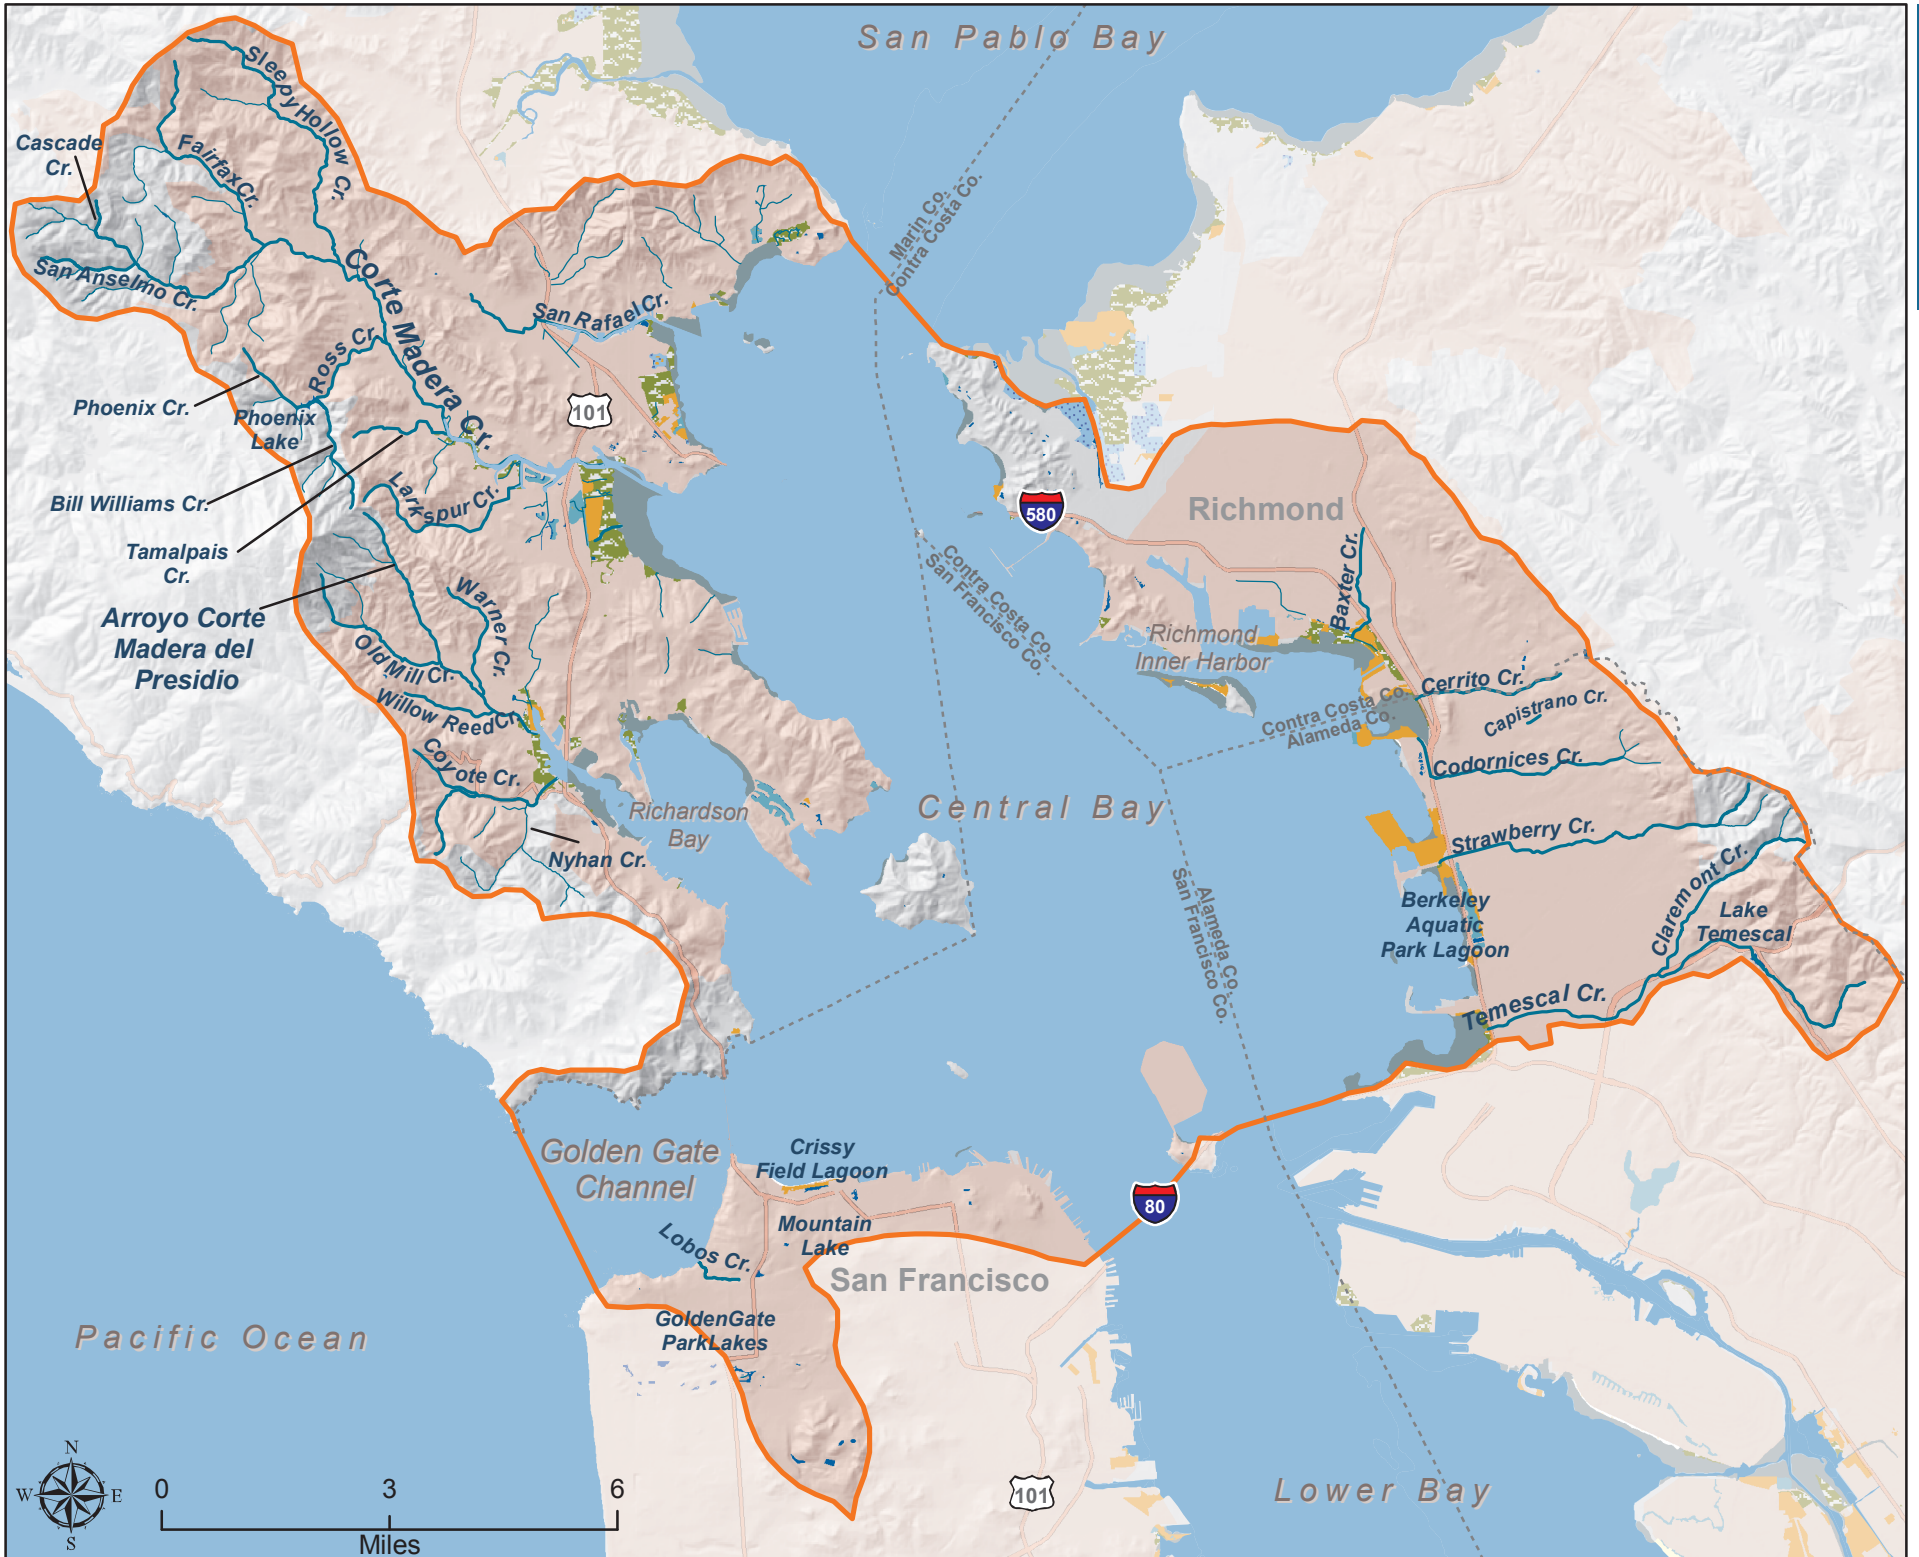 San Pablo Bay
Sleepy Hollow Cr.
Cascade
Cr.
Fairfax Cr.
Marin Co.
Contra Costa Co.
San Anselmo Cr.
Corte Madera Cr.
San Rafael Cr.
Ross Cr.
Phoenix Cr.
Phoenix
Lake
101
Bill Williams Cr.
Larkspur Cr.
580
Richmond
Tamalpais
Cr.
Contra Costa Co.
San Francisco Co.
Baxter Cr.
Warner Cr.
Arroyo Corte
Madera del
Presidio
Old Mill Cr.
Richmond
Inner Harbor
Cerrito Cr.
Willow Reed Cr.
Capistrano Cr.
Contra Costa Co.
Alameda Co.
Coyote Cr.
Codornices Cr.
Richardson
Bay
Central Bay
Strawberry Cr.
Nyhan Cr.
Claremont Cr.
Berkeley
Aquatic
Park Lagoon
Lake
Temescal
Alameda Co.
San Francisco Co.
Temescal Cr.
Golden Gate
Channel
Crissy
Field Lagoon
80
Mountain
Lake
Lobos Cr.
San Francisco
GoldenGate
ParkLakes
Pacific Ocean
Lower Bay
101
N
W
E
S
0
3
6
Miles